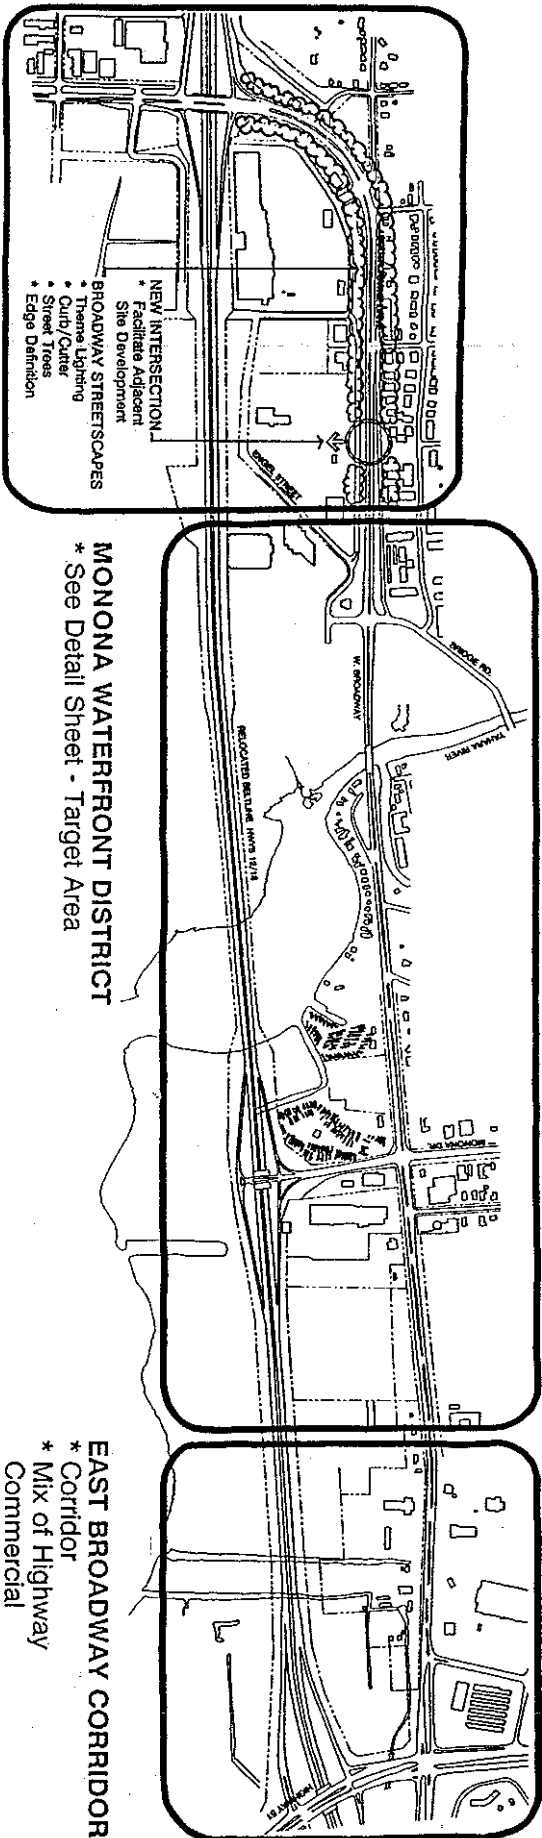 NEW INTERSECTION
* Facilitate Adjacent
Site Development
BROADWAY STREETSCAPES
* Theme Lighting
* Curb/Gutter
* Street Trees
* Edge Definition
ENGEL STREET
W. BROADWAY
BRIDGE RD.
YAHARA RIVER
RELOCATED BELTLINE HWYS 12/18
MONONA DR.
MONONA WATERFRONT DISTRICT
* See Detail Sheet - Target Area
EAST BROADWAY CORRIDOR
* Corridor
* Mix of Highway
Commercial